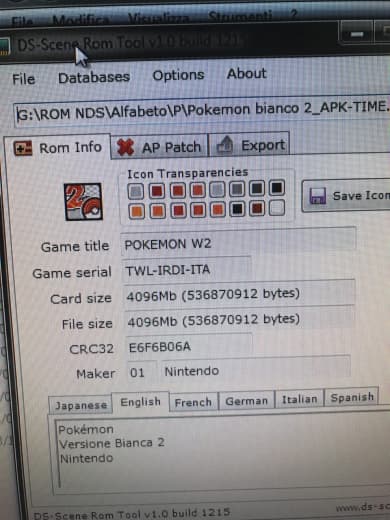 File Modifica Visualizza Strumenti ?
DS-Scene Rom Tool v1.0 build 1215
File Databases Options About
G:\ROM NDS\Alfabeto\P\Pokemon bianco 2_APK-TIME.
Rom Info AP Patch Export
Icon Transparencies
2
Save Icon
Game title POKEMON W2
Game serial TWL-IRDI-ITA
Card size 4096Mb (536870912 bytes)
File size 4096Mb (536870912 bytes)
CRC32 E6F6B06A
Maker 01 Nintendo
Japanese English French German Italian Spanish
Pokémon
Versione Bianca 2
Nintendo
DS-Scene Rom Tool v1.0 build 1215 www.ds-sc